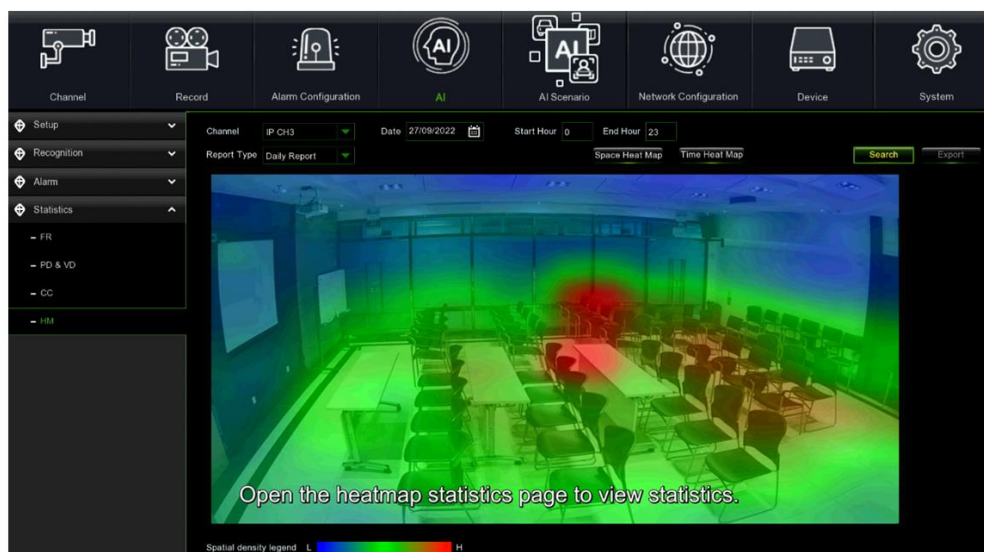 Channel Record Alarm Configuration AI AI Scenario Network Configuration Device System
Setup
Recognition
Alarm
Statistics
FR
PD & VD
CC
HM
Channel IP CH3 Date 27/09/2022 Start Hour 0 End Hour 23
Report Type Daily Report Space Heat Map Time Heat Map Search Export
Open the heatmap statistics page to view statistics.
Spatial density legend L H